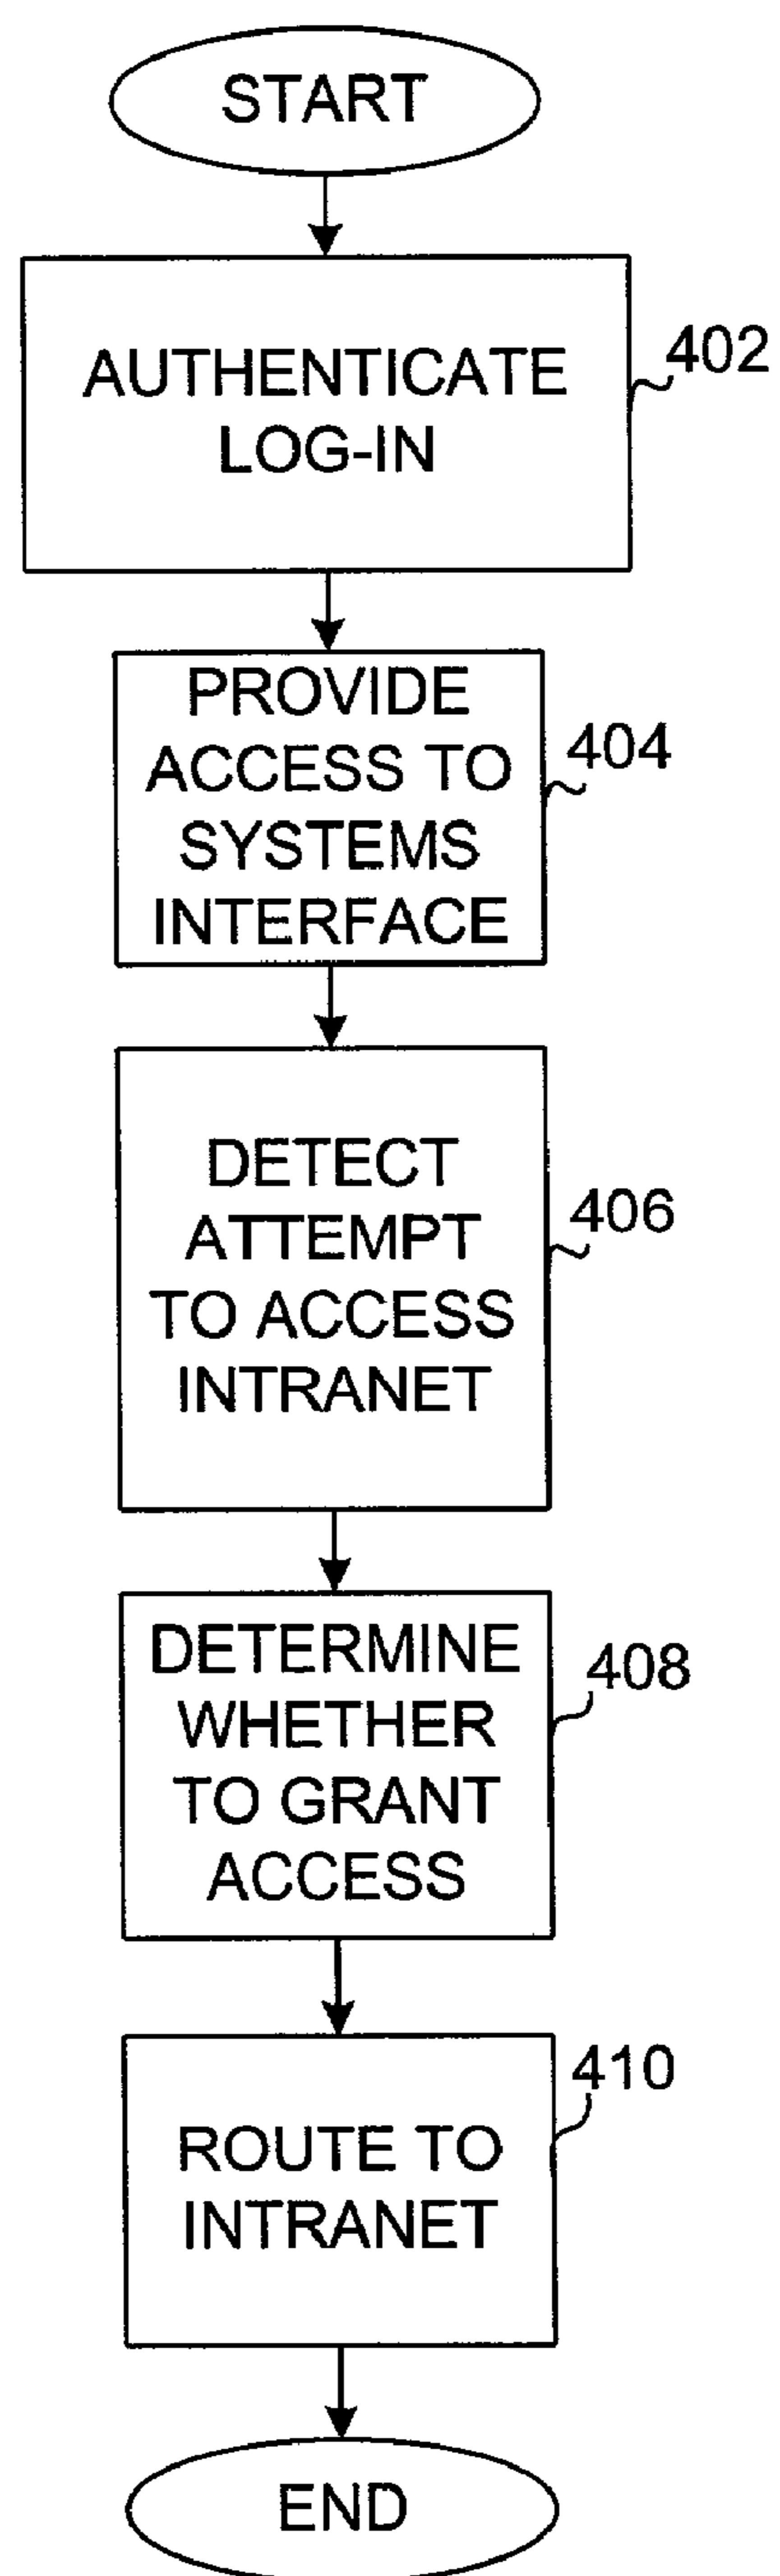 START
AUTHENTICATE
LOG-IN
402
PROVIDE
ACCESS TO
SYSTEMS
INTERFACE
404
DETECT
ATTEMPT
TO ACCESS
INTRANET
406
DETERMINE
WHETHER
TO GRANT
ACCESS
408
ROUTE TO
INTRANET
410
END